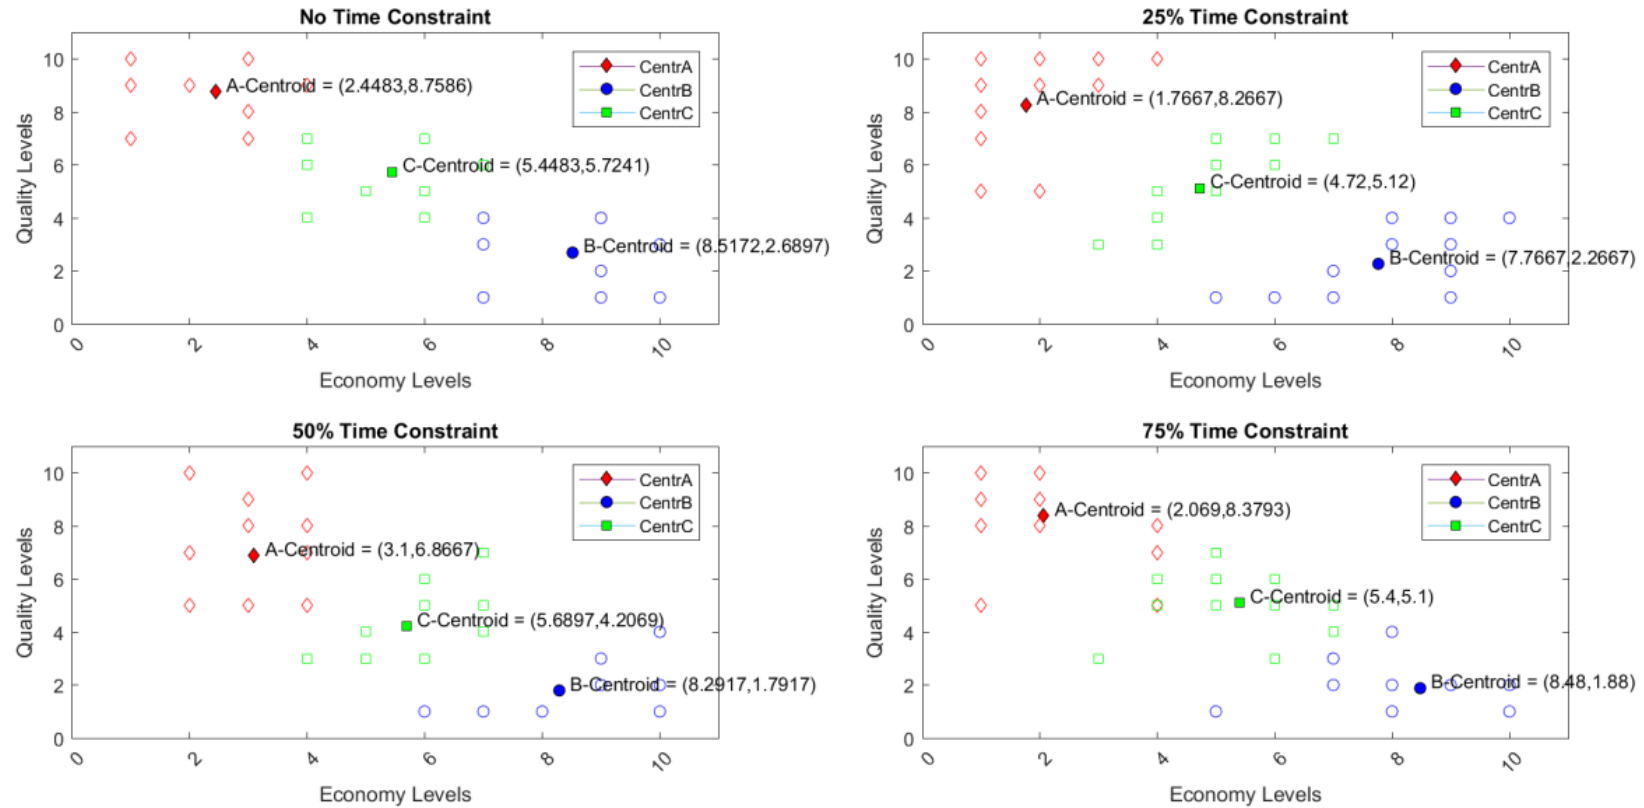 No Time Constraint
Quality Levels
10
8
6
4
2
0
A-Centroid = (2.4483,8.7586)
C-Centroid = (5.4483,5.7241)
B-Centroid = (8.5172,2.6897)
CentrA
CentrB
CentrC
0 2 4 6 8 10
Economy Levels
25% Time Constraint
Quality Levels
10
8
6
4
2
0
A-Centroid = (1.7667,8.2667)
C-Centroid = (4.72,5.12)
B-Centroid = (7.7667,2.2667)
CentrA
CentrB
CentrC
0 2 4 6 8 10
Economy Levels
50% Time Constraint
Quality Levels
10
8
6
4
2
0
A-Centroid = (3.1,6.8667)
C-Centroid = (5.6897,4.2069)
B-Centroid = (8.2917,1.7917)
CentrA
CentrB
CentrC
0 2 4 6 8 10
Economy Levels
75% Time Constraint
Quality Levels
10
8
6
4
2
0
A-Centroid = (2.069,8.3793)
C-Centroid = (5.4,5.1)
B-Centroid = (8.48,1.88)
CentrA
CentrB
CentrC
0 2 4 6 8 10
Economy Levels